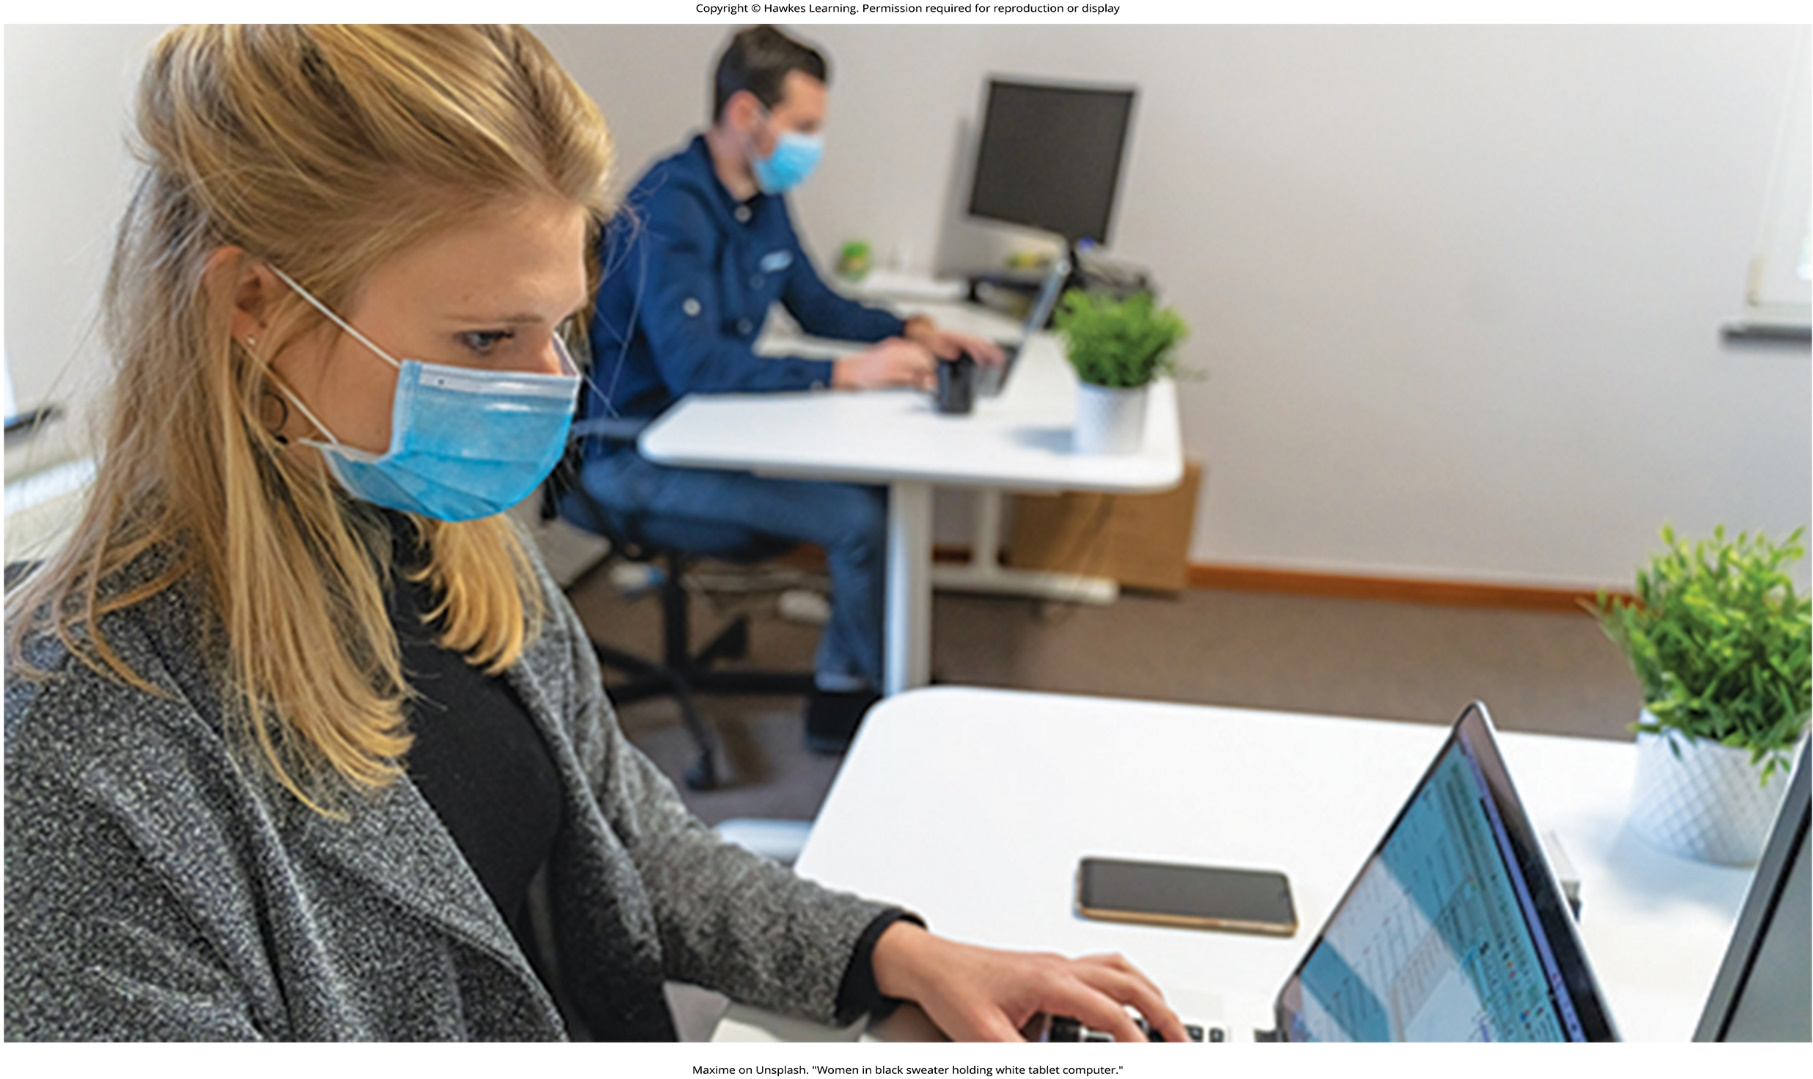 Copyright © Hawkes Learning. Permission required for reproduction or display
Maxime on Unsplash. "Women in black sweater holding white tablet computer."